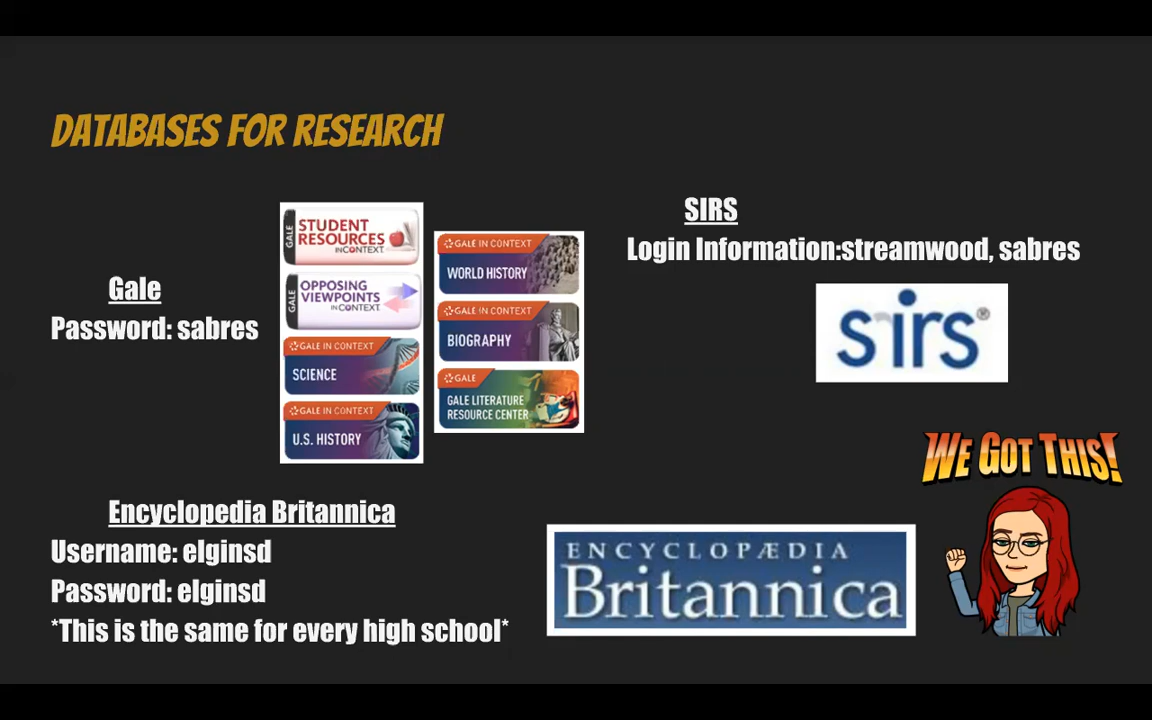 DATABASES FOR RESEARCH
Gale
Password: sabres
GALE
STUDENT
RESOURCES
IN CONTEXT
GALE
OPPOSING
VIEWPOINTS
IN CONTEXT
GALE IN CONTEXT
SCIENCE
GALE IN CONTEXT
U.S. HISTORY
GALE IN CONTEXT
WORLD HISTORY
GALE IN CONTEXT
BIOGRAPHY
GALE
GALE LITERATURE
RESOURCE CENTER
SIRS
Login Information:streamwood, sabres
sirs®
WE GOT THIS!
Encyclopedia Britannica
Username: elginsd
Password: elginsd
*This is the same for every high school*
ENCYCLOPÆDIA
Britannica